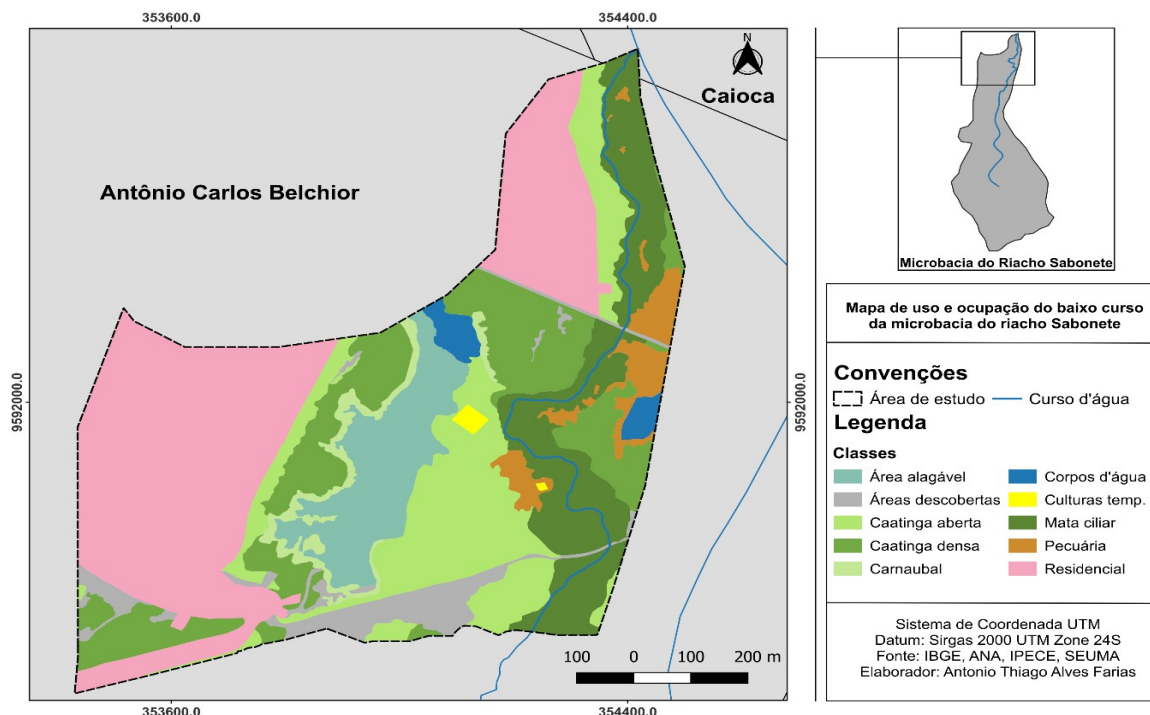 353600.0
354400.0
N
Caioca
Antônio Carlos Belchior
9592000.0
9592000.0
100 0 100 200 m
353600.0
354400.0
Microbacia do Riacho Sabonete
Mapa de uso e ocupação do baixo curso
da microbacia do riacho Sabonete
Convenções
Área de estudo
Curso d'água
Legenda
Classes
Área alagável
Áreas descobertas
Caatinga aberta
Caatinga densa
Carnaubal
Corpos d'água
Culturas temp.
Mata ciliar
Pecuária
Residencial
Sistema de Coordenada UTM
Datum: Sirgas 2000 UTM Zone 24S
Fonte: IBGE, ANA, IPECE, SEUMA
Elaborador: Antonio Thiago Alves Farias